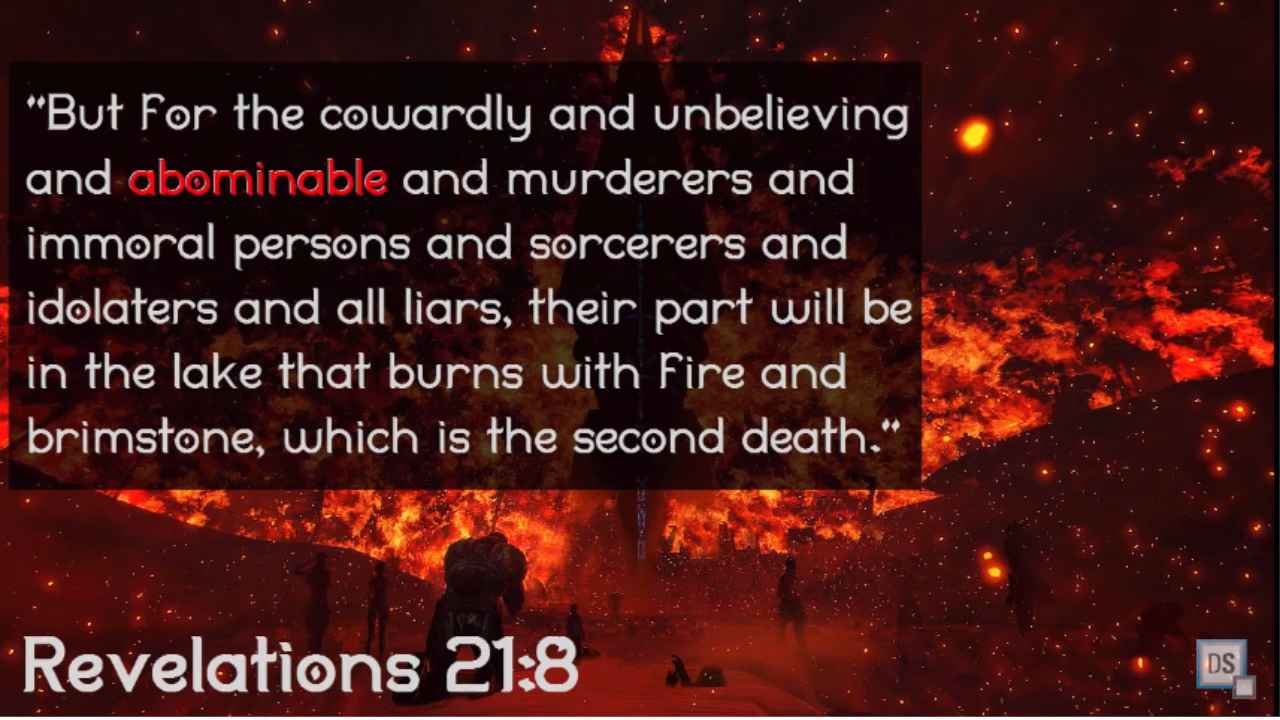 "But For the cowardly and unbelieving
and abominable and murderers and
immoral persons and sorcerers and
idolaters and all liars, their part will be
in the lake that burns with Fire and
brimstone, which is the second death."
Revelations 21:8
DS